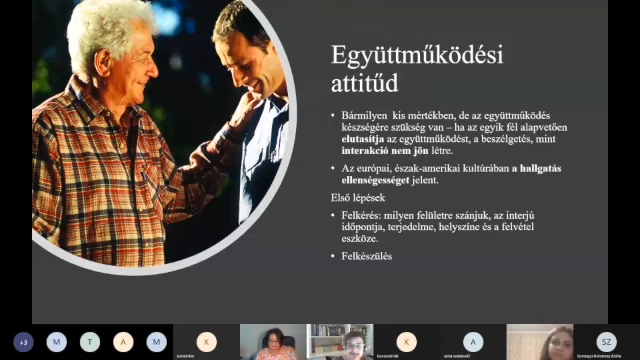 Együttműködési
attitűd
• Bármilyen kis mértékben, de az együttműködés
készségére szükség van – ha az egyik fél alapvetően
elutasítja az együttműködést, a beszélgetés, mint
interakció nem jön létre.
• Az európai, észak-amerikai kultúrában a hallgatás
ellenségességet jelent.
Első lépések
• Felkérés: milyen felületre szánjuk, az interjú
időpontja, terjedelme, helyszíne és a felvétel
eszköze.
• Felkészülés
+3 M T A M K K A SZ